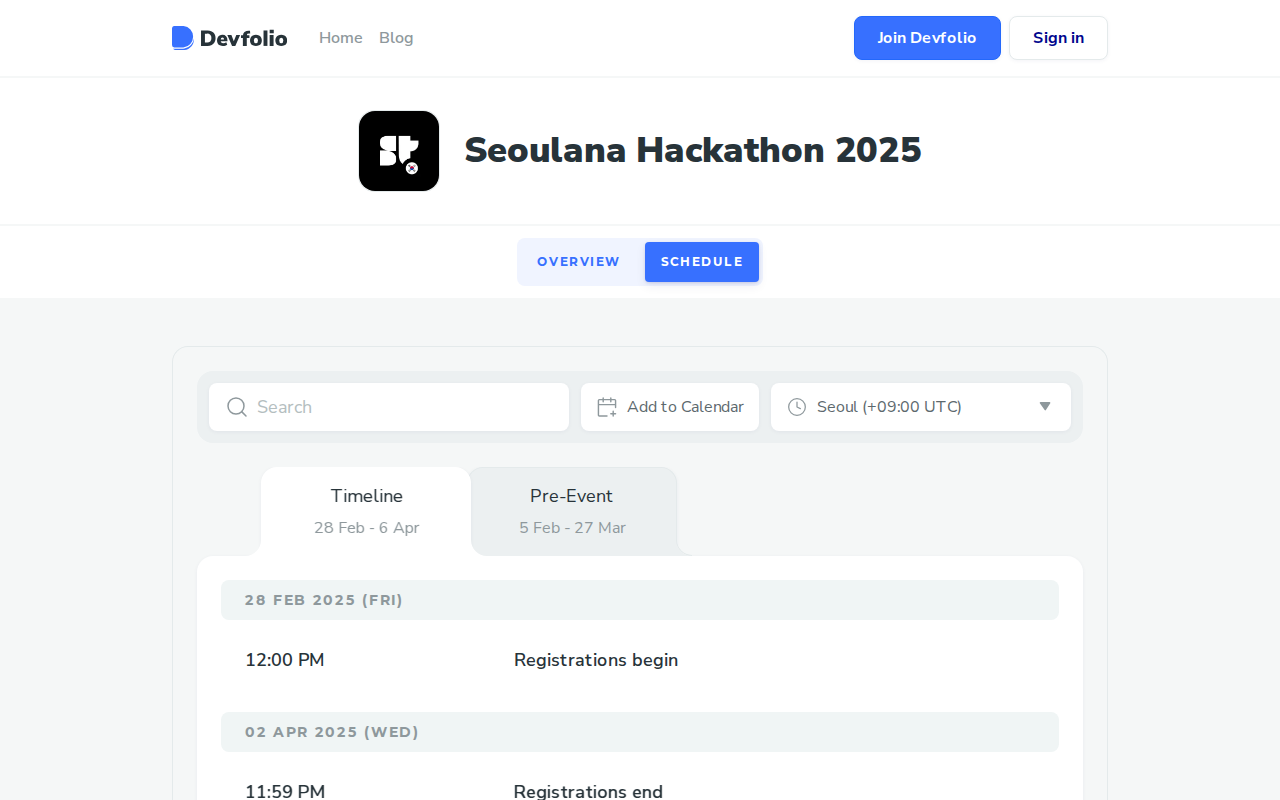 Devfolio
Home
Blog
Join Devfolio
Sign in
Seoulana Hackathon 2025
OVERVIEW
SCHEDULE
Search
Add to Calendar
Seoul (+09:00 UTC)
Timeline
28 Feb - 6 Apr
Pre-Event
5 Feb - 27 Mar
28 FEB 2025 (FRI)
12:00 PM
Registrations begin
02 APR 2025 (WED)
11:59 PM
Registrations end